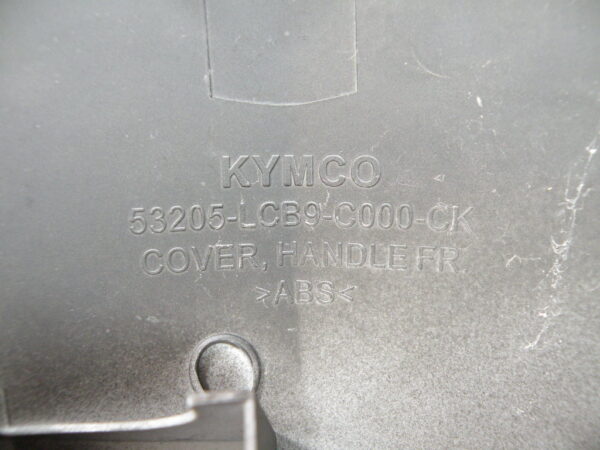 KYMCO
53205-LCB9-C000-CK
COVER, HANDLE FR.
>ABS<